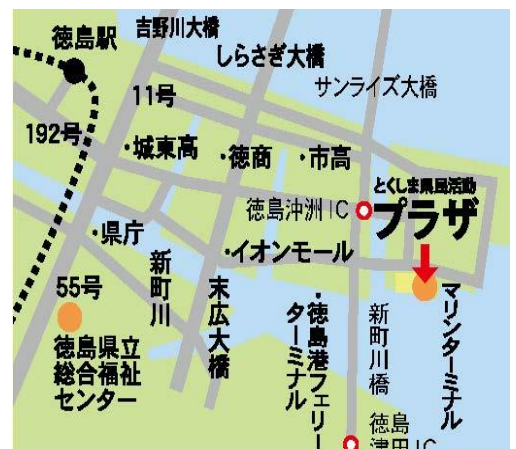 徳島駅
吉野川大橋
しらさぎ大橋
サンライズ大橋
11号
192号
・城東高
・徳商
・市高
とくしま県民活動
プラザ
徳島沖洲IC
・県庁
・イオンモール
新町川
末広大橋
55号
徳島県立
総合福祉
センター
・徳島港フェリー
ターミナル
新町川橋
マリンターミナル
徳島
津田IC